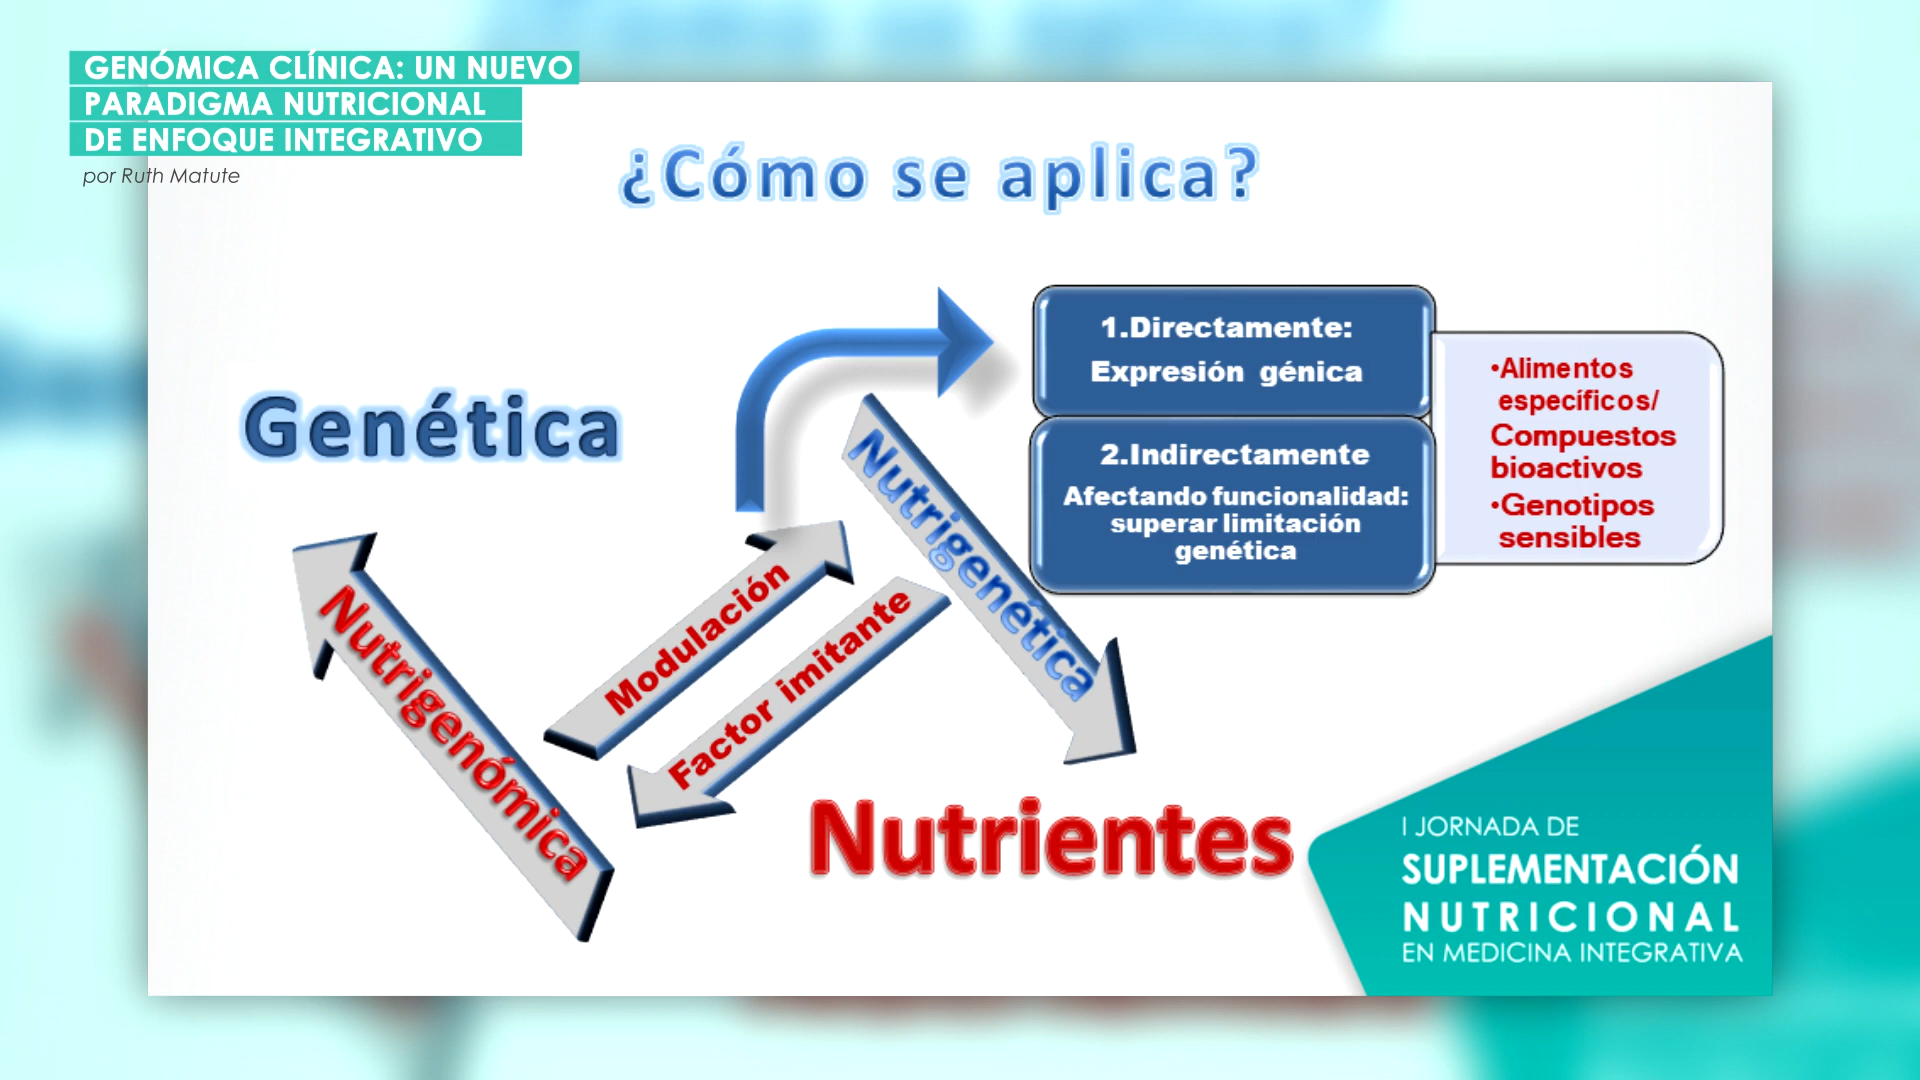 GENÓMICA CLÍNICA: UN NUEVO
PARADIGMA NUTRICIONAL
DE ENFOQUE INTEGRATIVO
por Ruth Matute
¿Cómo se aplica?
Genética
1.Directamente:
Expresión génica
2.Indirectamente
Afectando funcionalidad:
superar limitación
genética
•Alimentos
específicos/
Compuestos
bioactivos
•Genotipos
sensibles
Nutrigenética
Modulación
Factor imitante
Nutrigenómica
Nutrientes
I JORNADA DE
SUPLEMENTACIÓN
NUTRICIONAL
EN MEDICINA INTEGRATIVA